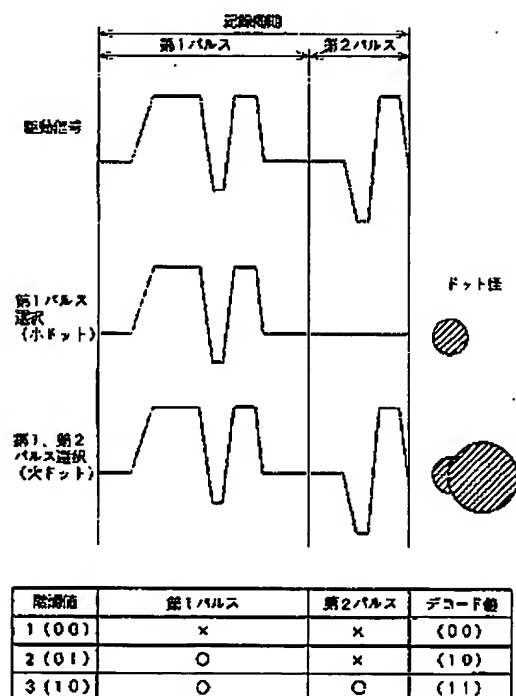 記録周期
第1パルス 第2パルス
駆動信号
第1パルス
選択
(小ドット)
ドット径
第1、第2
パルス選択
(大ドット)
階調値 第1パルス 第2パルス デコード値
1 (00) × × (00)
2 (01) ○ × (10)
3 (10) ○ ○ (11)